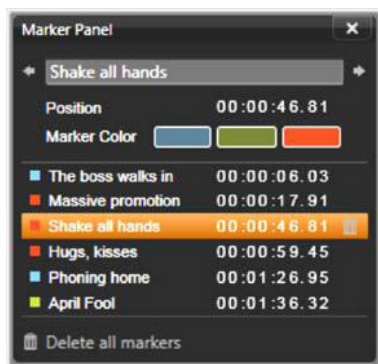 Marker Panel
Shake all hands
Position 00:00:46.81
Marker Color
The boss walks in 00:00:06.03
Massive promotion 00:00:17.91
Shake all hands 00:00:46.81
Hugs, kisses 00:00:59.45
Phoning home 00:01:26.95
April Fool 00:01:36.32
Delete all markers